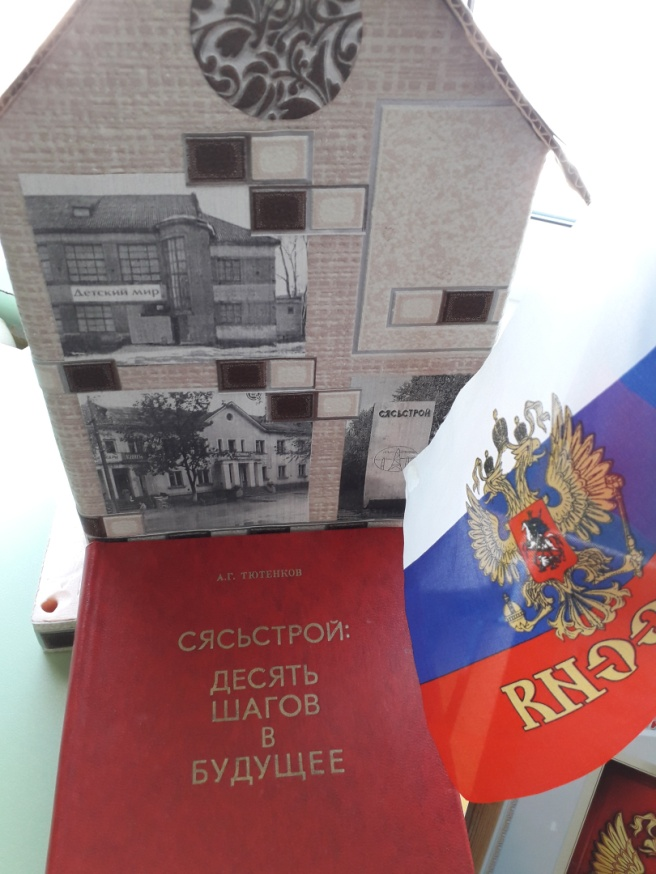 Детский мир
СЯСЬСТРОЙ
А.Г. ТЮТЕНКОВ
СЯСЬСТРОЙ:
ДЕСЯТЬ
ШАГОВ
В
БУДУЩЕЕ